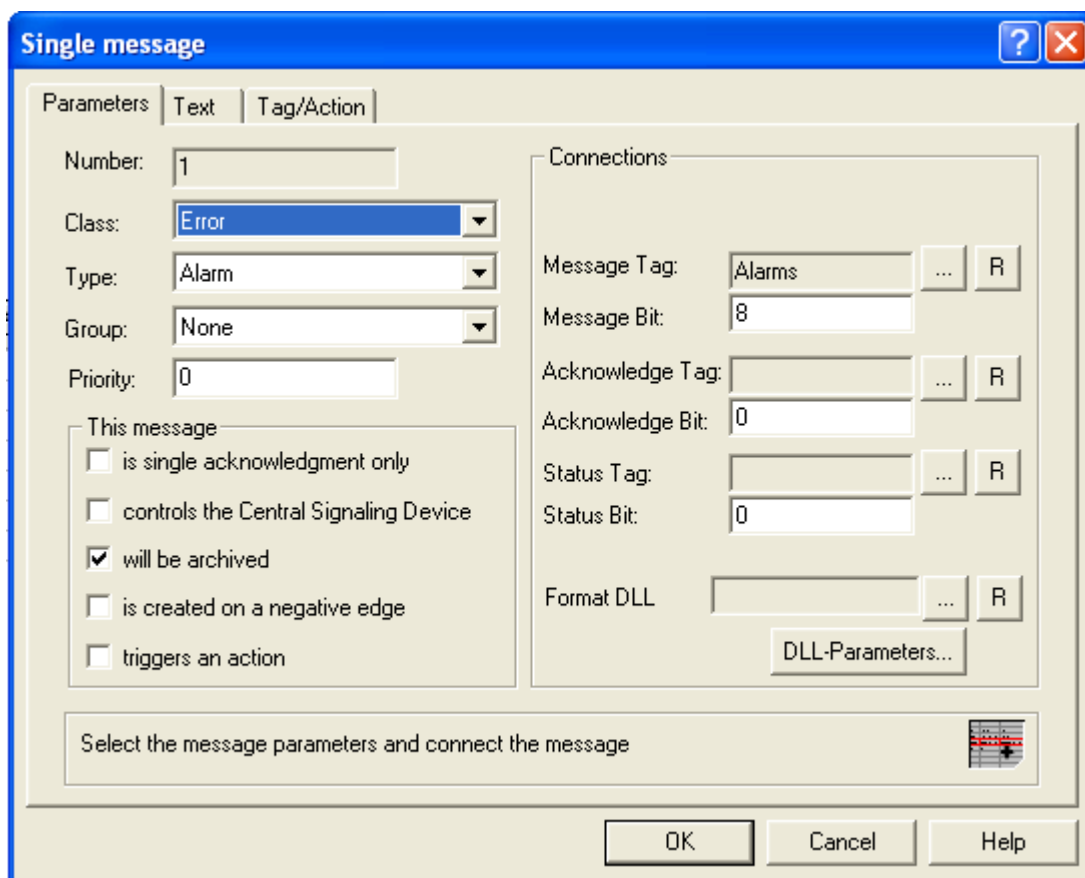 Single message
?
Parameters Text Tag/Action
Number: 1
Class: Error
Type: Alarm
Group: None
Priority: 0
This message
is single acknowledgment only
controls the Central Signaling Device
will be archived
is created on a negative edge
triggers an action
Connections
Message Tag: Alarms ... R
Message Bit: 8
Acknowledge Tag: ... R
Acknowledge Bit: 0
Status Tag: ... R
Status Bit: 0
Format DLL ... R
DLL-Parameters...
Select the message parameters and connect the message
OK Cancel Help